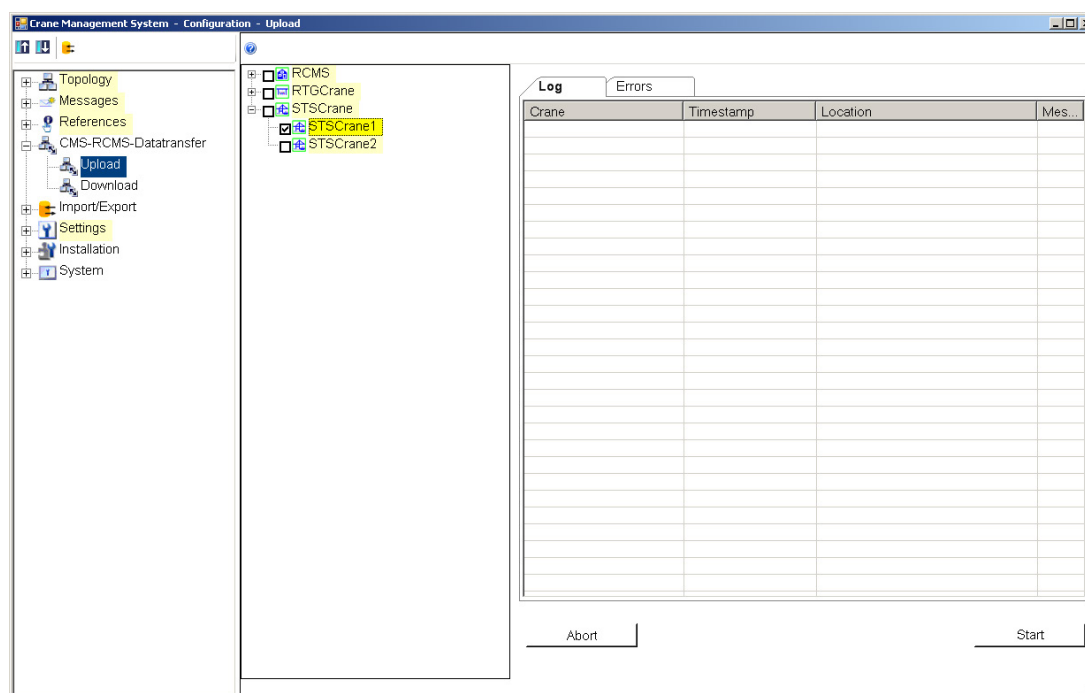 Crane Management System - Configuration - Upload
Topology
Messages
References
CMS-RCMS-Datatransfer
Upload
Download
Import/Export
Settings
Installation
System
RCMS
RTGCrane
STSCrane
STSCrane1
STSCrane2
Log Errors
Crane Timestamp Location Mes...
Abort Start